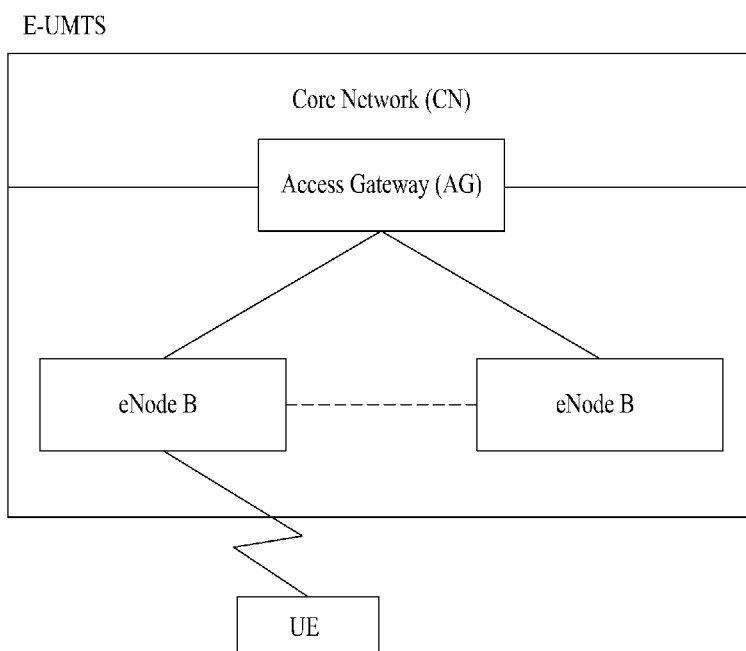 E-UMTS
Core Network (CN)
Access Gateway (AG)
eNode B
eNode B
UE